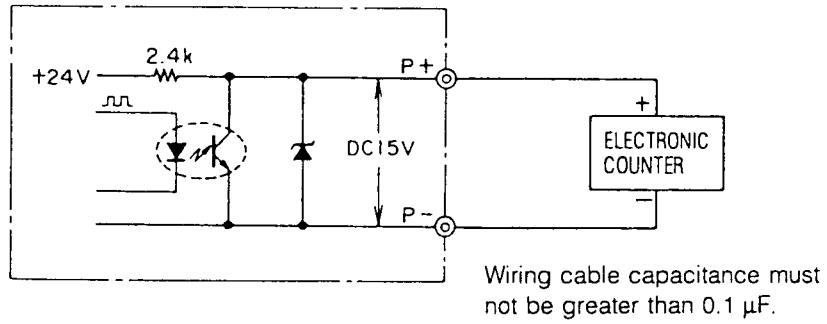 2.4k
+24V
P+
DC15V
P-
+
ELECTRONIC
COUNTER
-
Wiring cable capacitance must
not be greater than 0.1 μF.